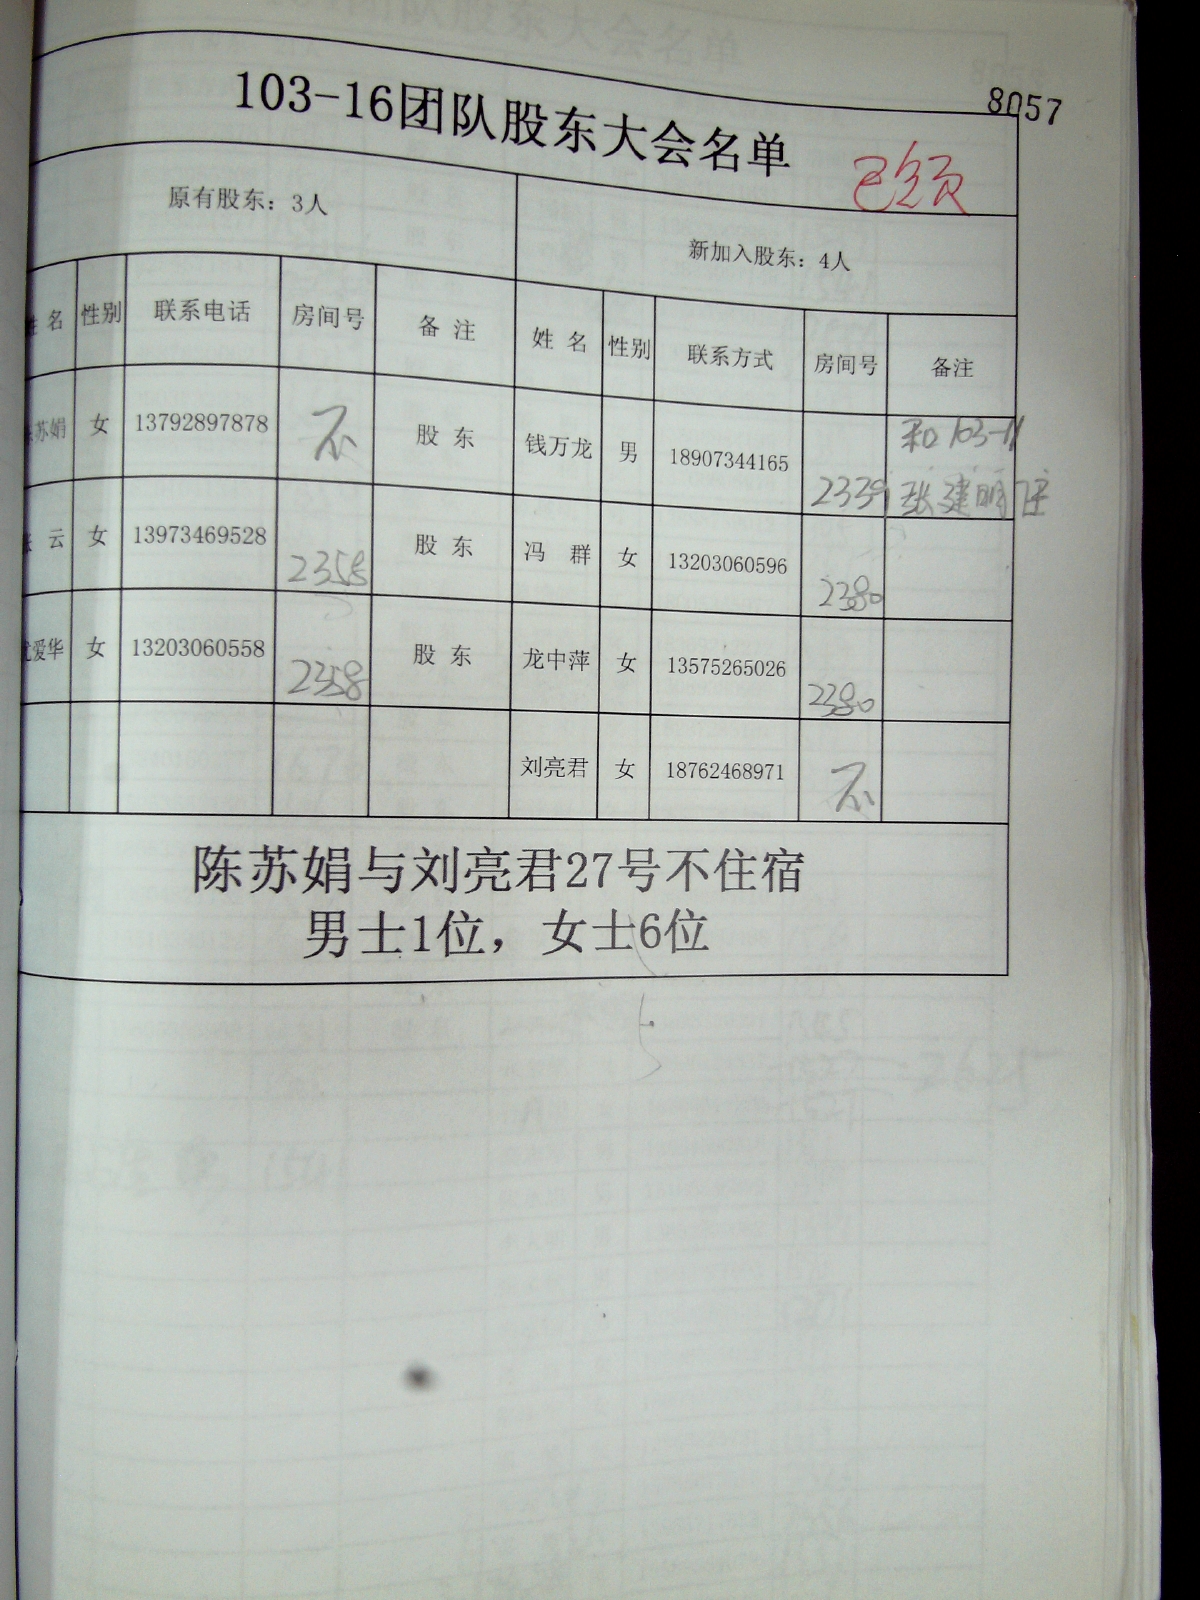 8057
103-16团队股东大会名单 已领
原有股东：3人 新加入股东：4人
姓 名 性别 联系电话 房间号 备 注 姓 名 性别 联系方式 房间号 备注
陈苏娟 女 13792897878 不 股 东 钱万龙 男 18907344165 2339 和103-11
张建明住
张 云 女 13973469528 2358 股 东 冯 群 女 13203060596 2380
尤爱华 女 13203060558 2358 股 东 龙中萍 女 13575265026 2380
刘亮君 女 18762468971 不
陈苏娟与刘亮君27号不住宿
男士1位，女士6位
5